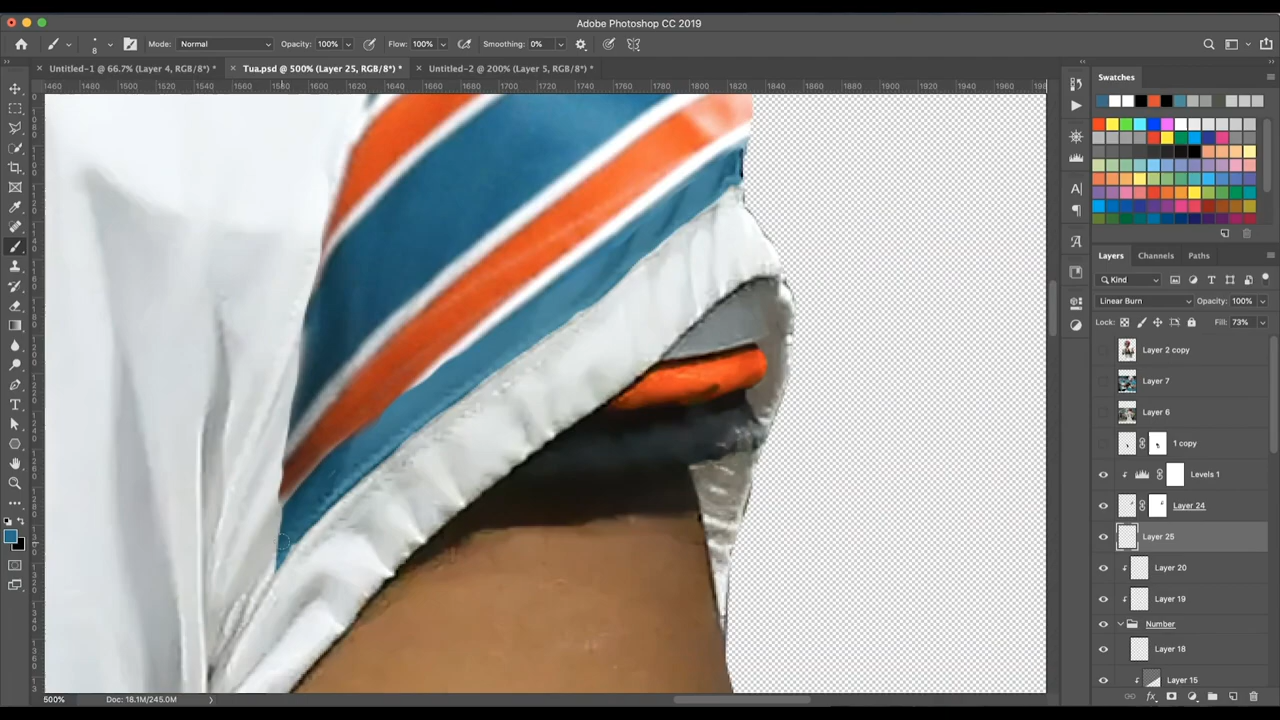 Adobe Photoshop CC 2019
8 Mode: Normal Opacity: 100% Flow: 100% Smoothing: 0%
× Untitled-1 @ 66.7% (Layer 4, RGB/8*) * × Tua.psd @ 500% (Layer 25, RGB/8*) * × Untitled-2 @ 200% (Layer 5, RGB/8*) *
1460 1480 1500 1520 1540 1560 1580 1600 1620 1640 1660 1680 1700 1720 1740 1760 1780 1800 1820 1840 1860 1880 1900 1920 1940 1960 198
Swatches
Layers Channels Paths
Kind
Linear Burn Opacity: 100%
Lock: Fill: 73%
Layer 2 copy
Layer 7
Layer 6
1 copy
Levels 1
Layer 24
Layer 25
Layer 20
Layer 19
Number
Layer 18
Layer 15
500% Doc: 18.1M/245.0M